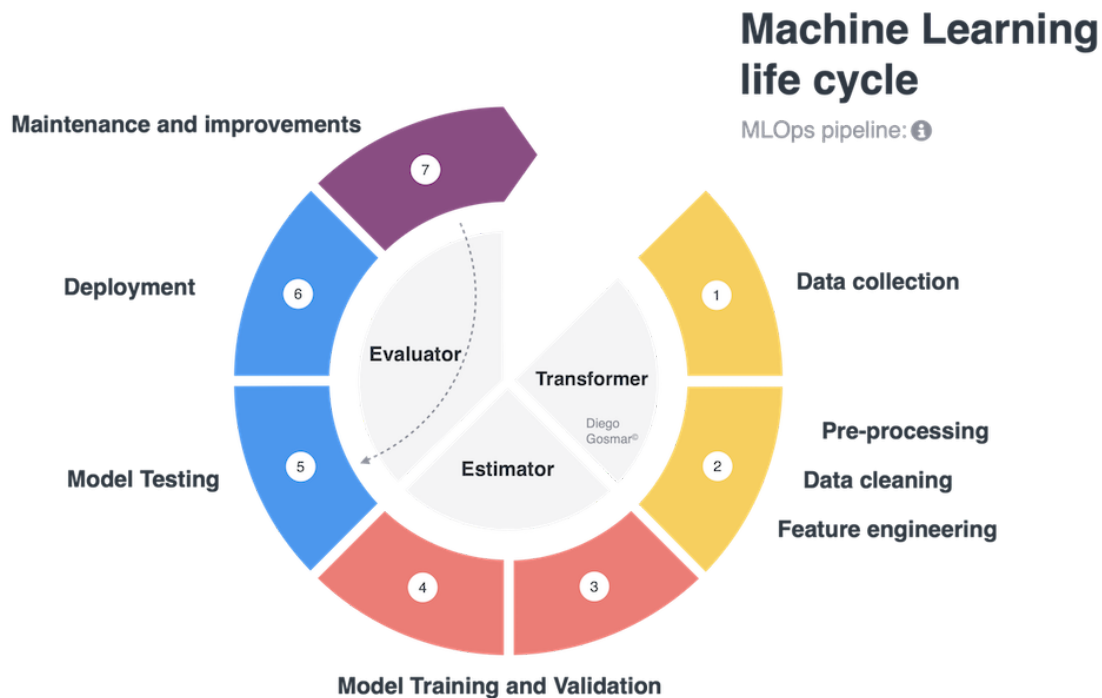 Machine Learning
life cycle
MLOps pipeline: i
Maintenance and improvements
7
Deployment
6
1
Data collection
Evaluator
Transformer
Diego
Gosmar©
Estimator
Model Testing
5
2
Pre-processing
Data cleaning
Feature engineering
4
3
Model Training and Validation